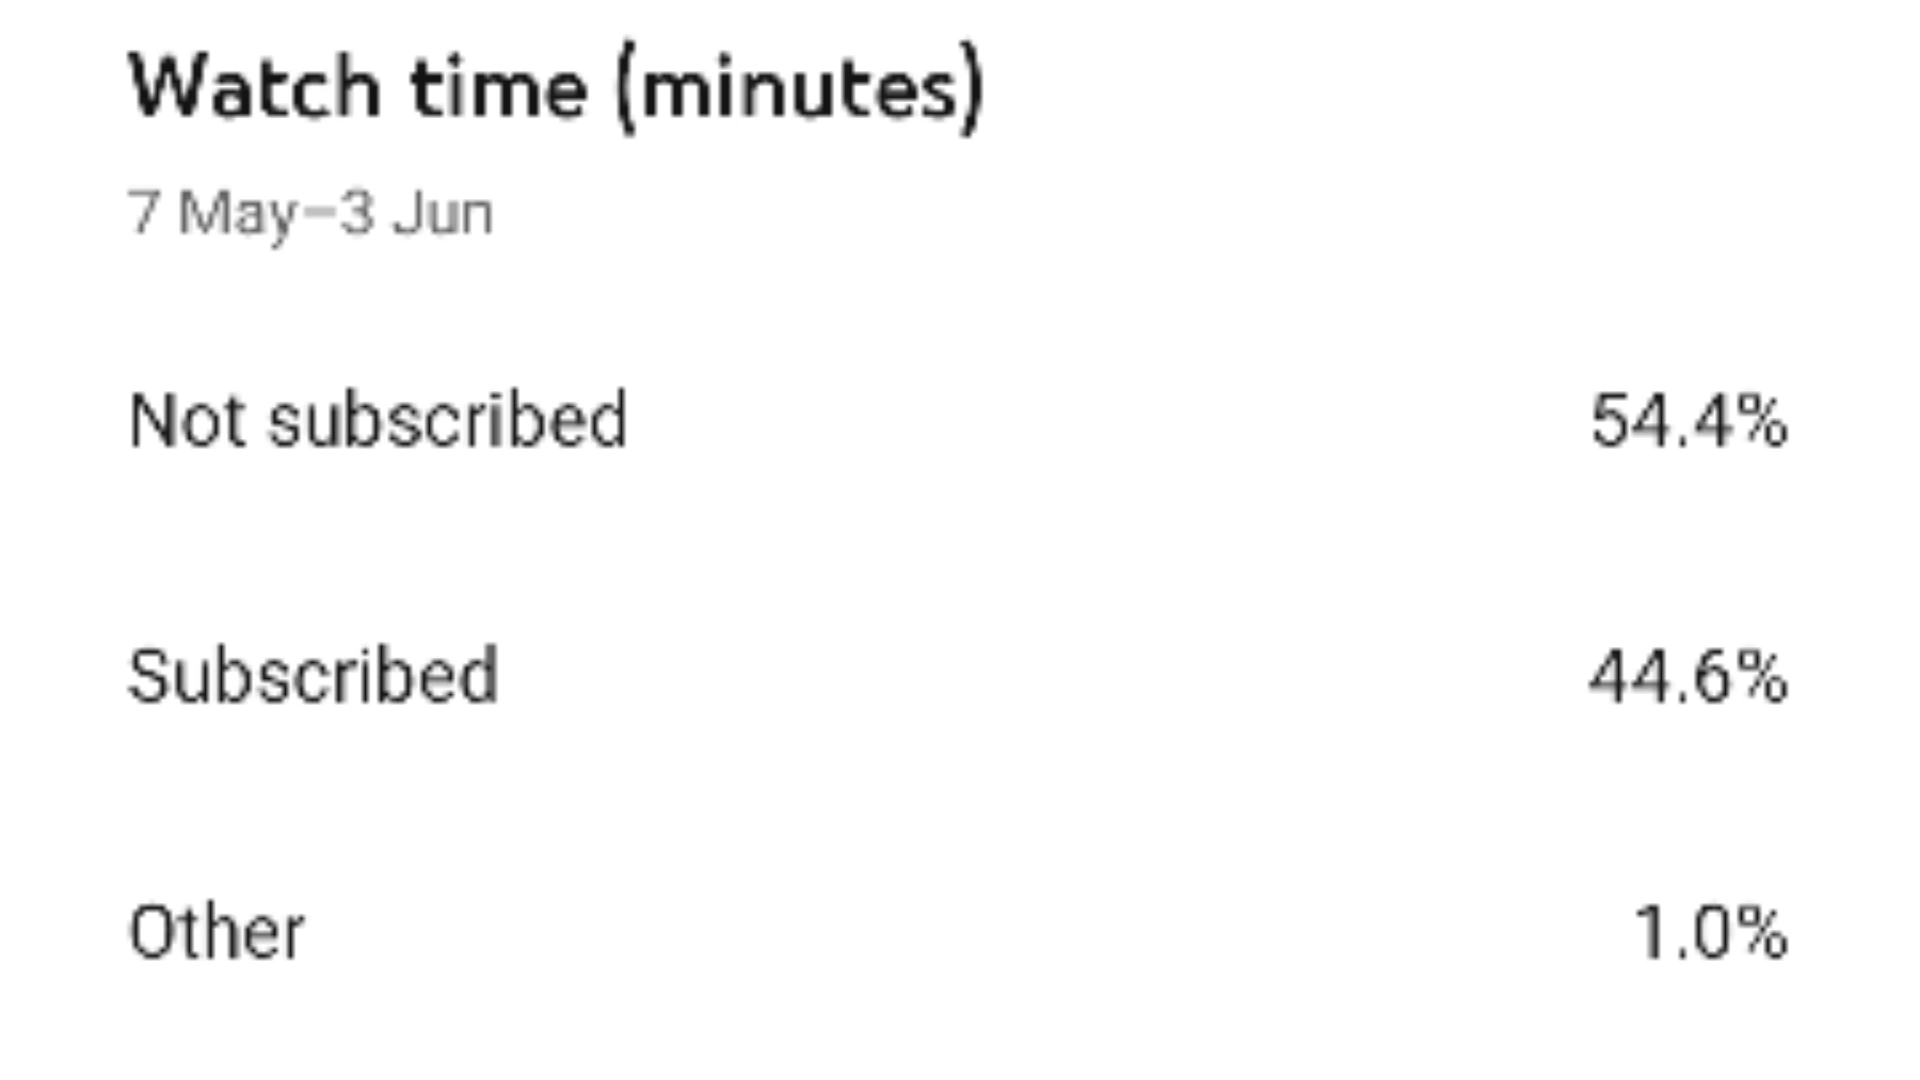 Watch time (minutes)
7 May–3 Jun
Not subscribed 54.4%
Subscribed 44.6%
Other 1.0%